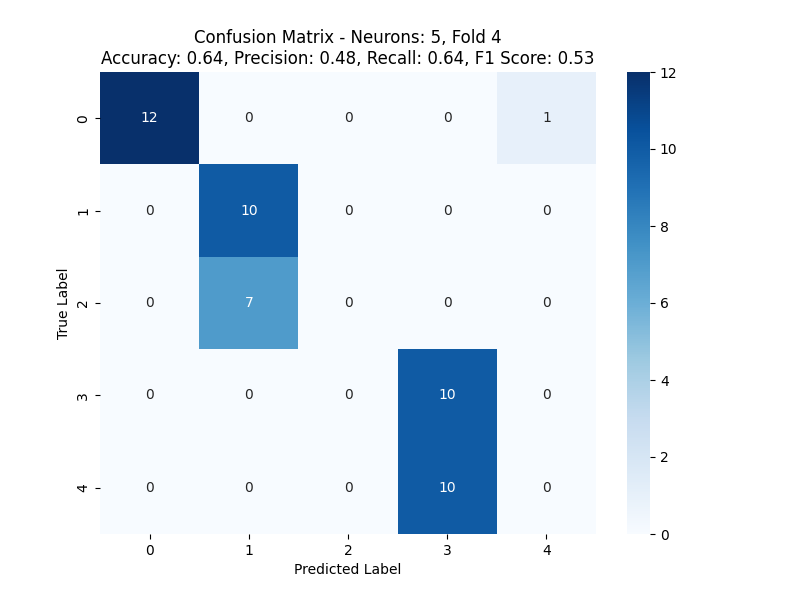 Confusion Matrix - Neurons: 5, Fold 4
Accuracy: 0.64, Precision: 0.48, Recall: 0.64, F1 Score: 0.53
0 12 0 0 0 1
1 0 10 0 0 0
2 0 7 0 0 0
3 0 0 0 10 0
4 0 0 0 10 0
0 1 2 3 4
True Label
Predicted Label
12
10
8
6
4
2
0